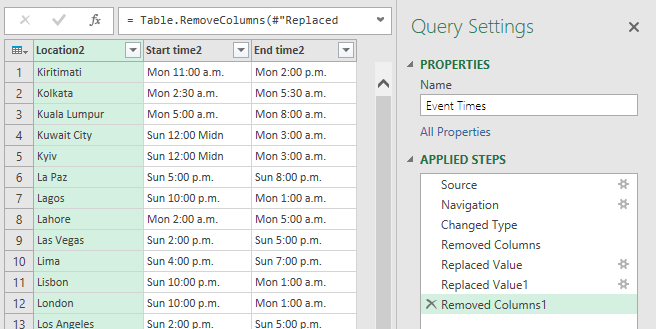 = Table.RemoveColumns(#"Replaced
Location2 Start time2 End time2
1 Kiritimati Mon 11:00 a.m. Mon 2:00 p.m.
2 Kolkata Mon 2:30 a.m. Mon 5:30 a.m.
3 Kuala Lumpur Mon 5:00 a.m. Mon 8:00 a.m.
4 Kuwait City Sun 12:00 Midn Mon 3:00 a.m.
5 Kyiv Sun 12:00 Midn Mon 3:00 a.m.
6 La Paz Sun 5:00 p.m. Sun 8:00 p.m.
7 Lagos Sun 10:00 p.m. Mon 1:00 a.m.
8 Lahore Mon 2:00 a.m. Mon 5:00 a.m.
9 Las Vegas Sun 2:00 p.m. Sun 5:00 p.m.
10 Lima Sun 4:00 p.m. Sun 7:00 p.m.
11 Lisbon Sun 10:00 p.m. Mon 1:00 a.m.
12 London Sun 10:00 p.m. Mon 1:00 a.m.
13 Los Angeles Sun 2:00 p.m. Sun 5:00 p.m.
Query Settings
PROPERTIES
Name
Event Times
All Properties
APPLIED STEPS
Source
Navigation
Changed Type
Removed Columns
Replaced Value
Replaced Value1
Removed Columns1